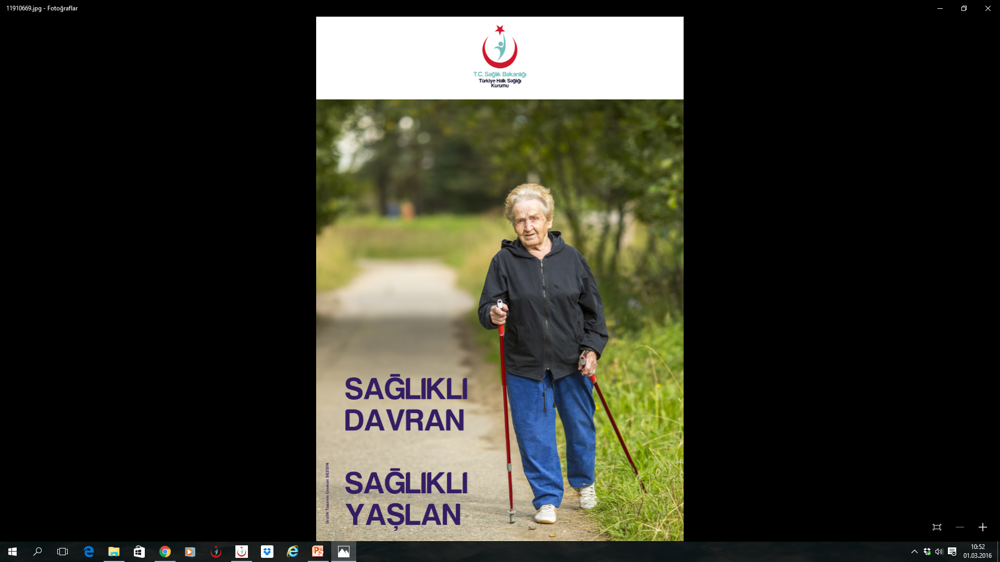 11910669.jpg - Fotoğraflar
T.C. Sağlık Bakanlığı
Türkiye Halk Sağlığı
Kurumu
SAĞLIKLI
DAVRAN
SAĞLIKLI
YAŞLAN
Grafik Tasarım Umman SEZGİN
10:52
01.03.2016